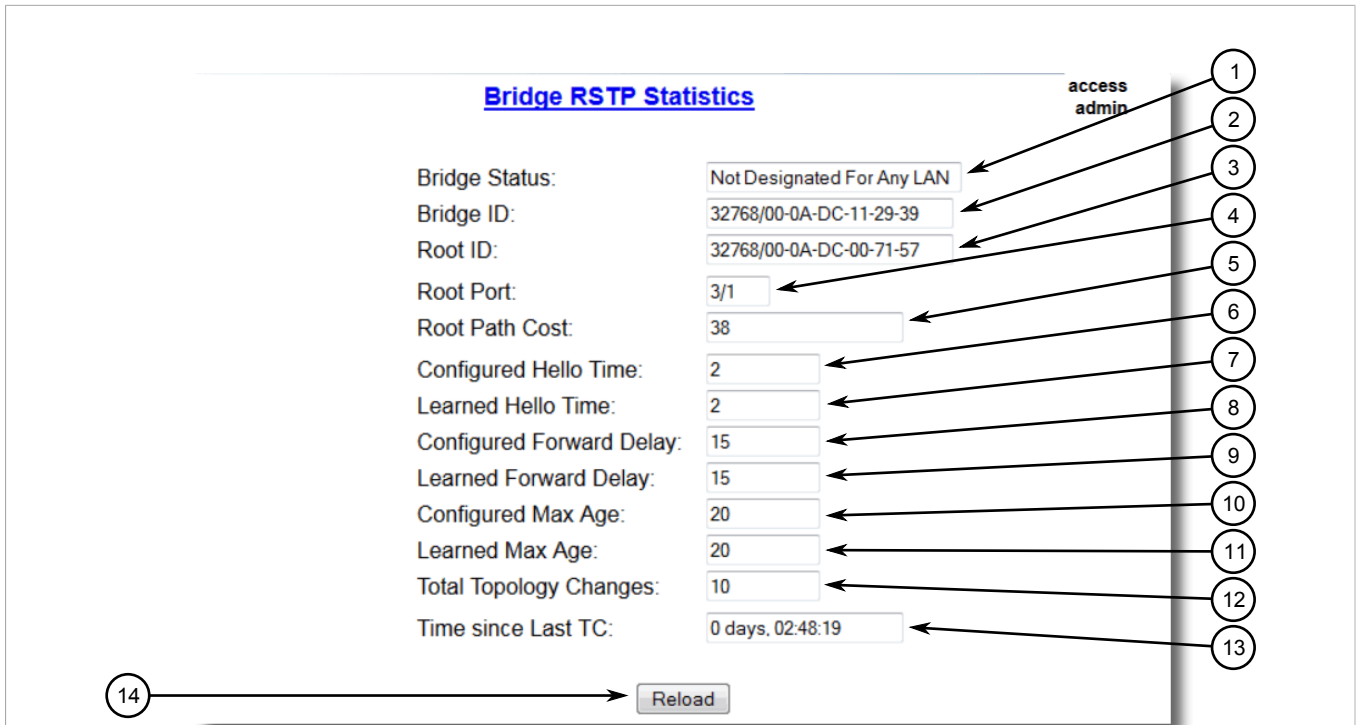 Bridge RSTP Statistics
access
admin
Bridge Status: Not Designated For Any LAN 1
Bridge ID: 32768/00-0A-DC-11-29-39 2
Root ID: 32768/00-0A-DC-00-71-57 3
Root Port: 3/1 4
Root Path Cost: 38 5
Configured Hello Time: 2 6
Learned Hello Time: 2 7
Configured Forward Delay: 15 8
Learned Forward Delay: 15 9
Configured Max Age: 20 10
Learned Max Age: 20 11
Total Topology Changes: 10 12
Time since Last TC: 0 days, 02:48:19 13
14 Reload